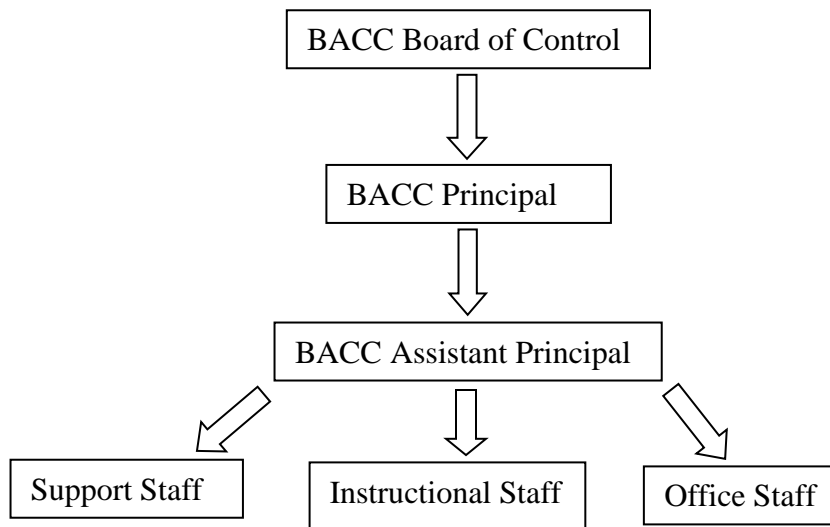 BACC Board of Control
BACC Principal
BACC Assistant Principal
Support Staff
Instructional Staff
Office Staff